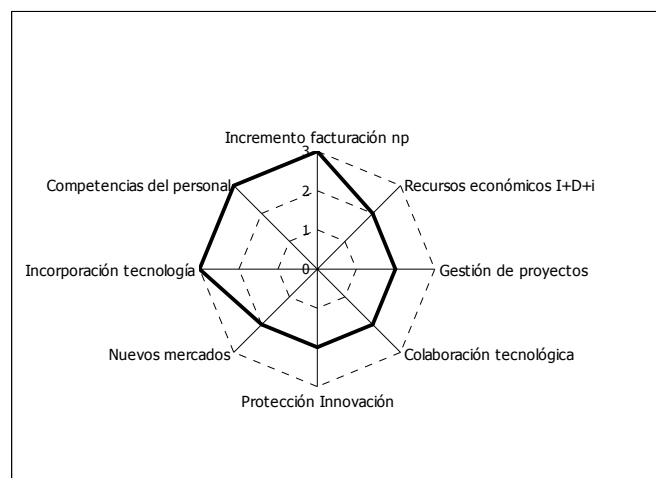 Incremento facturación np
3
Competencias del personal
Recursos económicos I+D+i
2
1
Incorporación tecnología
0
Gestión de proyectos
Nuevos mercados
Colaboración tecnológica
Protección Innovación